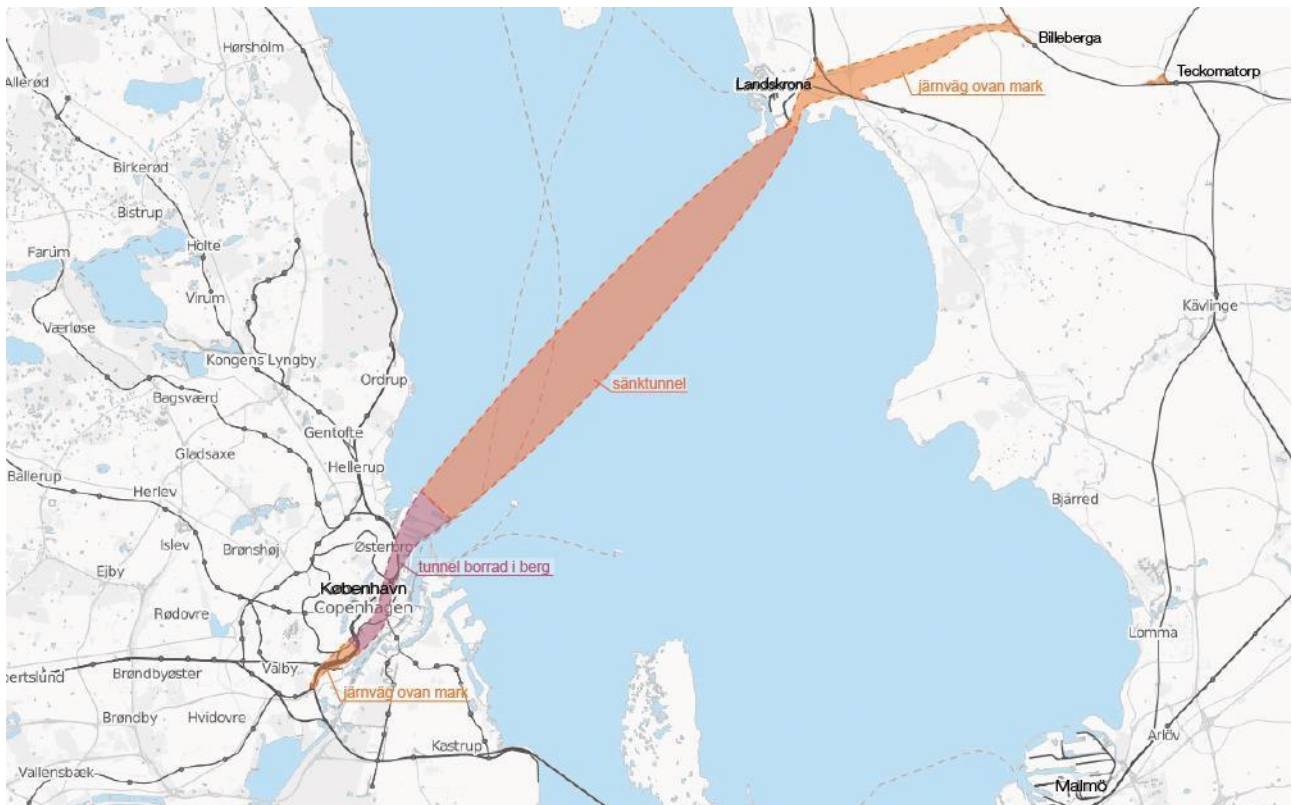 Hørsholm
Billeberga
Allerød
Teckomatorp
Landskrona
järnväg ovan mark
Birkerød
Bistrup
Farum
Holte
Virum
Kävlinge
Værløse
Kongens Lyngby
Ordrup
sänktunnel
Bagsværd
Gentofte
Gladsaxe
Hellerup
Ballerup
Herlev
Bjärred
Islev
Brønshøj
Østerbro
Ejby
tunnel borrad i berg
København
Copenhagen
Rødovre
Lomma
Valby
bertslund
Brøndbyøster
järnväg ovan mark
Brøndby
Hvidovre
Kastrup
Arlöv
Vallensbæk
Malmö